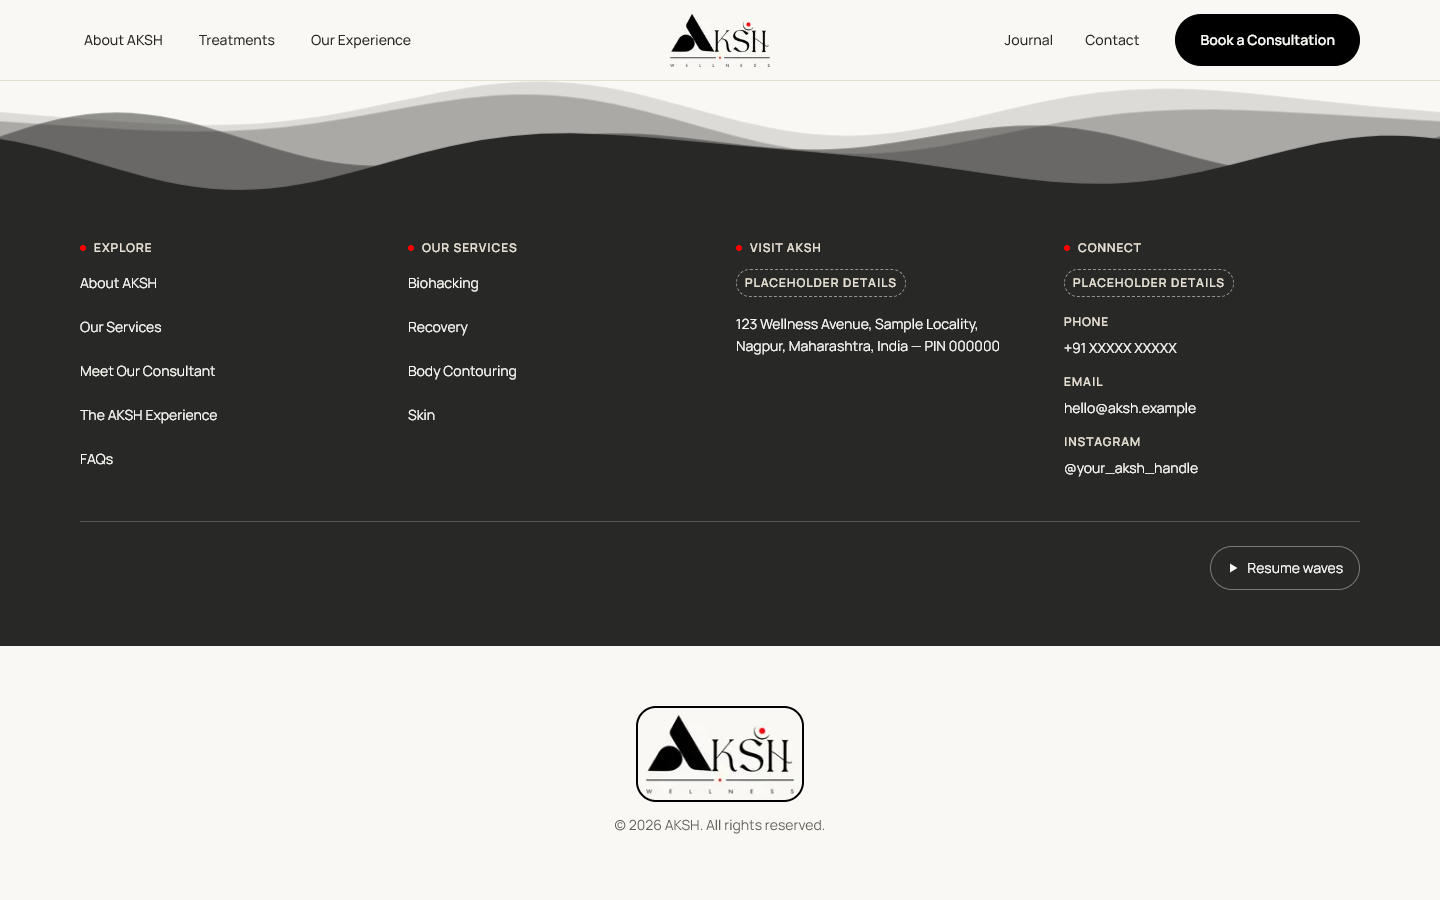 About AKSH
Treatments
Our Experience
AKSH
WELLNESS
Journal
Contact
Book a Consultation
EXPLORE
About AKSH
Our Services
Meet Our Consultant
The AKSH Experience
FAQs
OUR SERVICES
Biohacking
Recovery
Body Contouring
Skin
VISIT AKSH
PLACEHOLDER DETAILS
123 Wellness Avenue, Sample Locality,
Nagpur, Maharashtra, India — PIN 000000
CONNECT
PLACEHOLDER DETAILS
PHONE
+91 XXXXX XXXXX
EMAIL
hello@aksh.example
INSTAGRAM
@your_aksh_handle
Resume waves
AKSH
WELLNESS
© 2026 AKSH. All rights reserved.